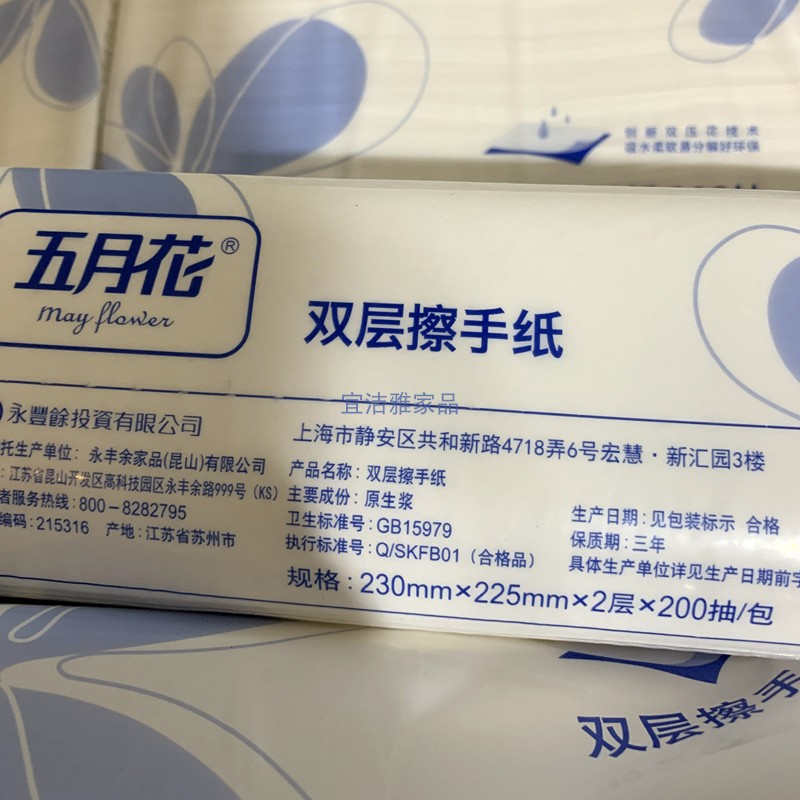 创新双压花技术
吸水柔软易分解好环保
五月花®
may flower
双层擦手纸
宜洁雅家品
永豐餘投資有限公司
上海市静安区共和新路4718弄6号宏慧·新汇园3楼
托生产单位: 永丰余家品(昆山)有限公司
: 江苏省昆山开发区高科技园区永丰余路999号 (KS)
者服务热线: 800-8282795
编码: 215316 产地: 江苏省苏州市
产品名称: 双层擦手纸
主要成份: 原生浆
卫生标准号: GB15979
执行标准号: Q/SKFB01 (合格品)
生产日期: 见包装标示 合格
保质期: 三年
具体生产单位详见生产日期前字
规格: 230mm×225mm×2层×200抽/包
双层擦手